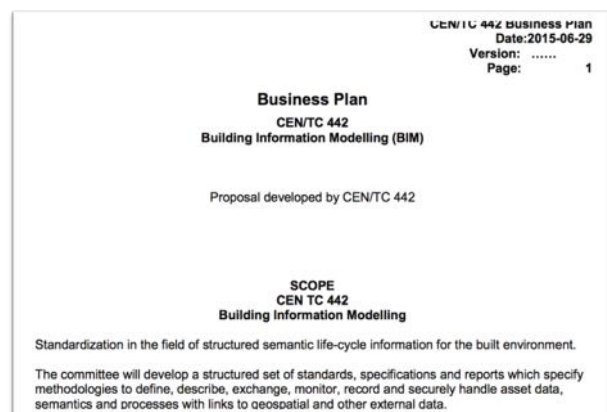 CEN/TC 442 Business Plan
Date:2015-06-29
Version: ......
Page: 1
Business Plan
CEN/TC 442
Building Information Modelling (BIM)
Proposal developed by CEN/TC 442
SCOPE
CEN TC 442
Building Information Modelling
Standardization in the field of structured semantic life-cycle information for the built environment.
The committee will develop a structured set of standards, specifications and reports which specify
methodologies to define, describe, exchange, monitor, record and securely handle asset data,
semantics and processes with links to geospatial and other external data.